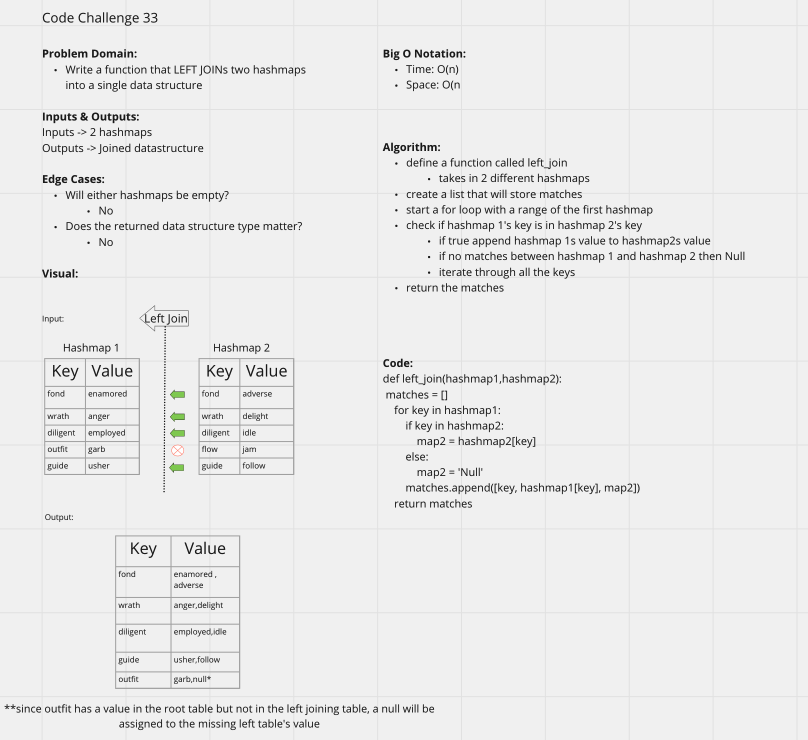 Code Challenge 33
Problem Domain:
• Write a function that LEFT JOINs two hashmaps
into a single data structure
Inputs & Outputs:
Inputs -> 2 hashmaps
Outputs -> Joined datastructure
Edge Cases:
• Will either hashmaps be empty?
• No
• Does the returned data structure type matter?
• No
Visual:
Input:
Left Join
Hashmap 1
Key Value
fond enamored
wrath anger
diligent employed
outfit garb
guide usher
Hashmap 2
Key Value
fond adverse
wrath delight
diligent idle
flow jam
guide follow
Output:
Key Value
fond enamored ,
adverse
wrath anger,delight
diligent employed,idle
guide usher,follow
outfit garb,null*
**since outfit has a value in the root table but not in the left joining table, a null will be
assigned to the missing left table's value
Big O Notation:
• Time: O(n)
• Space: O(n
Algorithm:
• define a function called left_join
• takes in 2 different hashmaps
• create a list that will store matches
• start a for loop with a range of the first hashmap
• check if hashmap 1's key is in hashmap 2's key
• if true append hashmap 1s value to hashmap2s value
• if no matches between hashmap 1 and hashmap 2 then Null
• iterate through all the keys
• return the matches
Code:
def left_join(hashmap1,hashmap2):
matches = []
for key in hashmap1:
if key in hashmap2:
map2 = hashmap2[key]
else:
map2 = 'Null'
matches.append([key, hashmap1[key], map2])
return matches